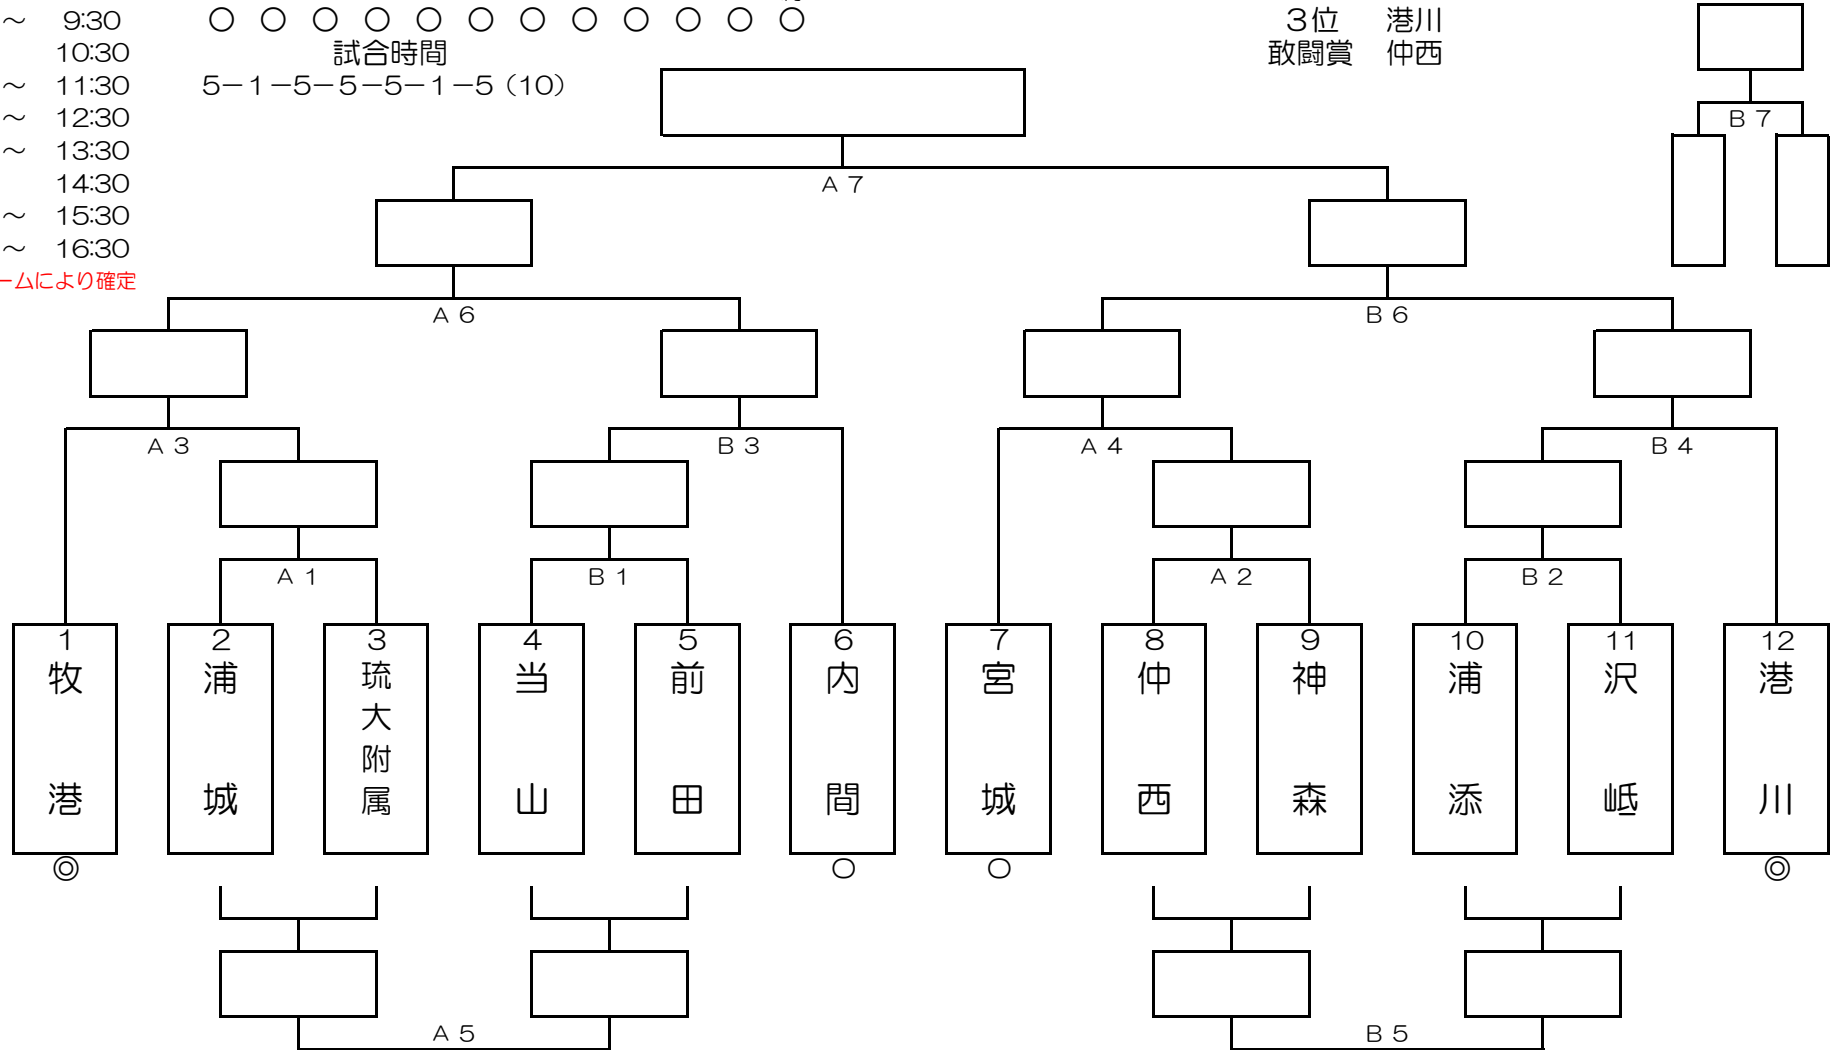 ～ 9:30 ○ ○ ○ ○ ○ ○ ○ ○ ○ ○ ○ ○ 3位 港川
10:30 試合時間 敢闘賞 仲西
～ 11:30 5－1－5－5－5－1－5（10）
～ 12:30 B 7
～ 13:30
14:30 A 7
～ 15:30
～ 16:30
ームにより確定
A 6 B 6
A 3 B 3 A 4 B 4
A 1 B 1 A 2 B 2
1 2 3 4 5 6 7 8 9 10 11 12
牧港 浦城 琉大附属 当山 前田 内間 宮城 仲西 神森 浦添 沢岻 港川
◎ ○ ○ ◎
A 5 B 5